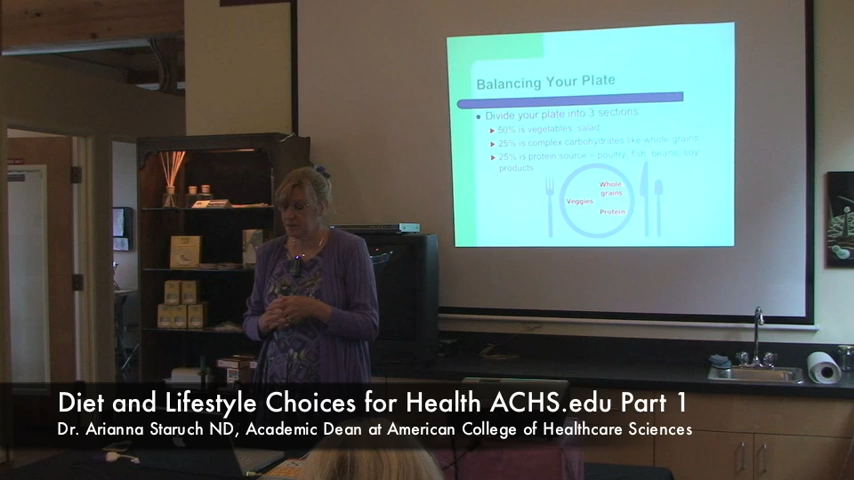 Balancing Your Plate
Divide your plate into 3 sections:
50% is vegetables, salad
25% is complex carbohydrates like whole grains
25% is protein source – poultry, fish, beans, soy
products
Whole
grains
Veggies
Protein
Diet and Lifestyle Choices for Health ACHS.edu Part 1
Dr. Arianna Staruch ND, Academic Dean at American College of Healthcare Sciences